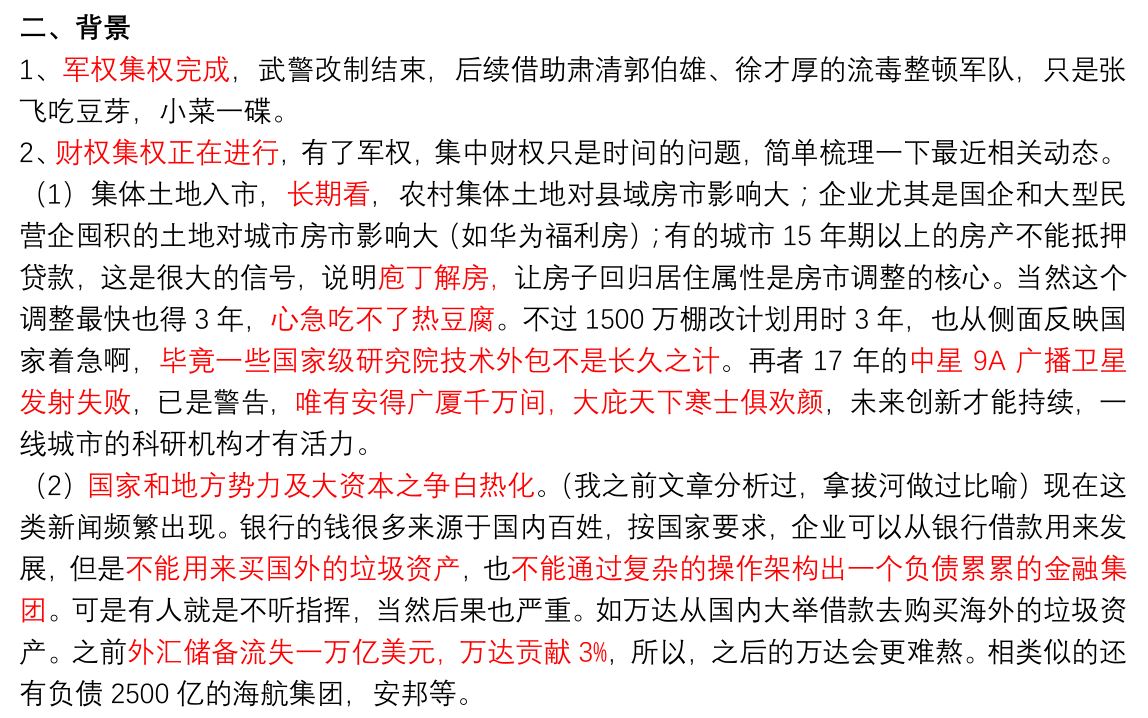 二、背景
1、军权集权完成，武警改制结束，后续借助肃清郭伯雄、徐才厚的流毒整顿军队，只是张
飞吃豆芽，小菜一碟。
2、财权集权正在进行，有了军权，集中财权只是时间的问题，简单梳理一下最近相关动态。
（1）集体土地入市，长期看，农村集体土地对县域房市影响大；企业尤其是国企和大型民
营企囤积的土地对城市房市影响大（如华为福利房）；有的城市 15 年期以上的房产不能抵押
贷款，这是很大的信号，说明庖丁解房，让房子回归居住属性是房市调整的核心。当然这个
调整最快也得 3 年，心急吃不了热豆腐。不过 1500 万棚改计划用时 3 年，也从侧面反映国
家着急啊，毕竟一些国家级研究院技术外包不是长久之计。再者 17 年的中星 9A 广播卫星
发射失败，已是警告，唯有安得广厦千万间，大庇天下寒士俱欢颜，未来创新才能持续，一
线城市的科研机构才有活力。
（2）国家和地方势力及大资本之争白热化。（我之前文章分析过，拿拔河做过比喻）现在这
类新闻频繁出现。银行的钱很多来源于国内百姓，按国家要求，企业可以从银行借款用来发
展，但是不能用来买国外的垃圾资产，也不能通过复杂的操作架构出一个负债累累的金融集
团。可是有人就是不听指挥，当然后果也严重。如万达从国内大举借款去购买海外的垃圾资
产。之前外汇储备流失一万亿美元，万达贡献 3%，所以，之后的万达会更难熬。相类似的还
有负债 2500 亿的海航集团，安邦等。